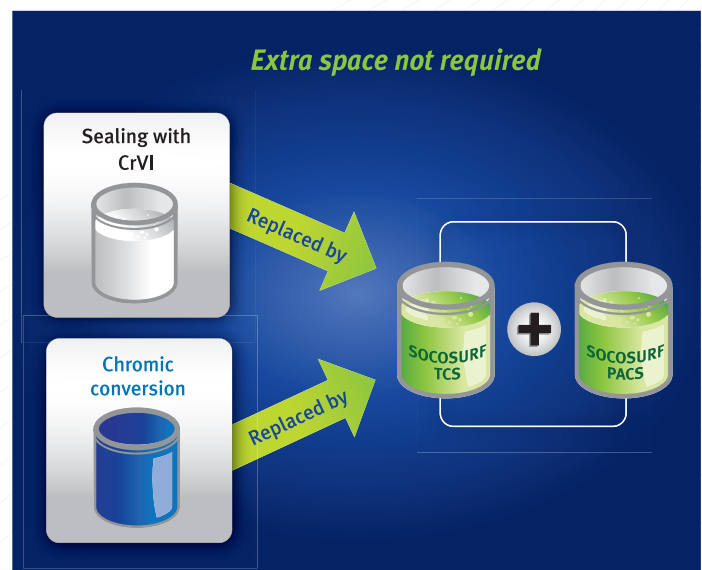 Extra space not required
Sealing with
CrVI
Replaced by
SOCOSURF
TCS
SOCOSURF
PACS
Chromic
conversion
Replaced by